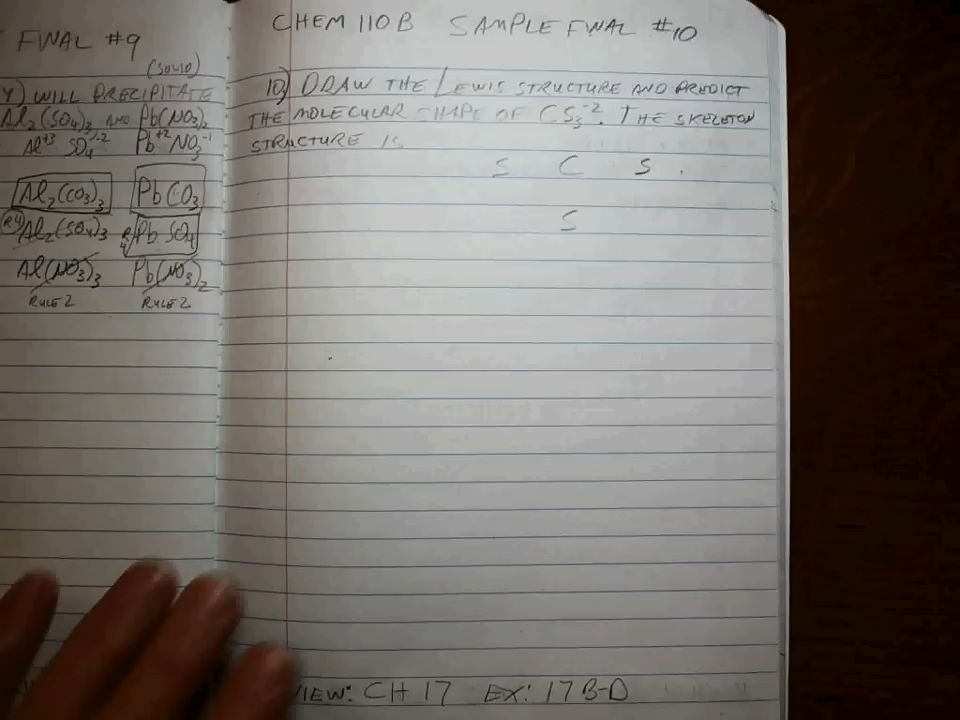 FINAL #9
(SOLID)
Y) WILL PRECIPITATE
Al2(SO4)3 AND Pb(NO3)2
Al+3 SO4-2 Pb+2 NO3-1
Al2(CO3)3 PbCO3
R4 Al2(SO4)3 R4 PbSO4
Al(NO3)3 Pb(NO3)2
RULE 2 RULE 2
CHEM 110B SAMPLE FINAL #10
10) DRAW THE LEWIS STRUCTURE AND PREDICT
THE MOLECULAR SHAPE OF CS3-2. THE SKELETON
STRUCTURE IS
S C S .
S
VIEW: CH 17 EX: 17B-D